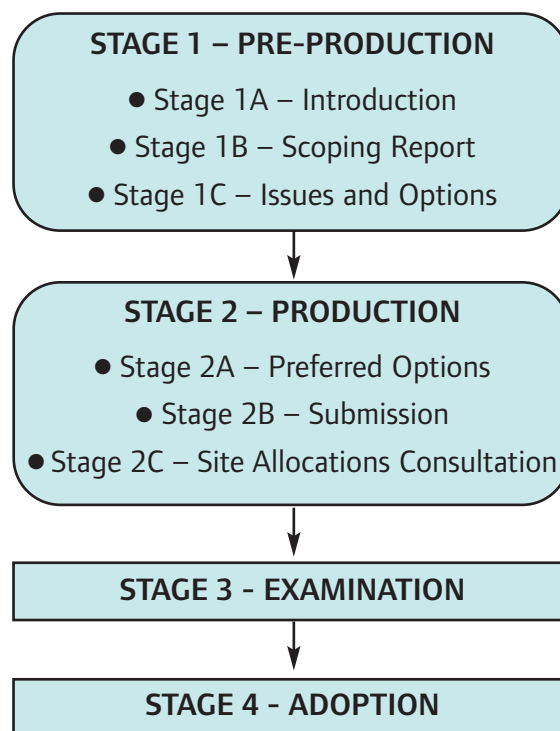 STAGE 1 – PRE-PRODUCTION
● Stage 1A – Introduction
● Stage 1B – Scoping Report
● Stage 1C – Issues and Options
STAGE 2 – PRODUCTION
● Stage 2A – Preferred Options
● Stage 2B – Submission
● Stage 2C – Site Allocations Consultation
STAGE 3 - EXAMINATION
STAGE 4 - ADOPTION